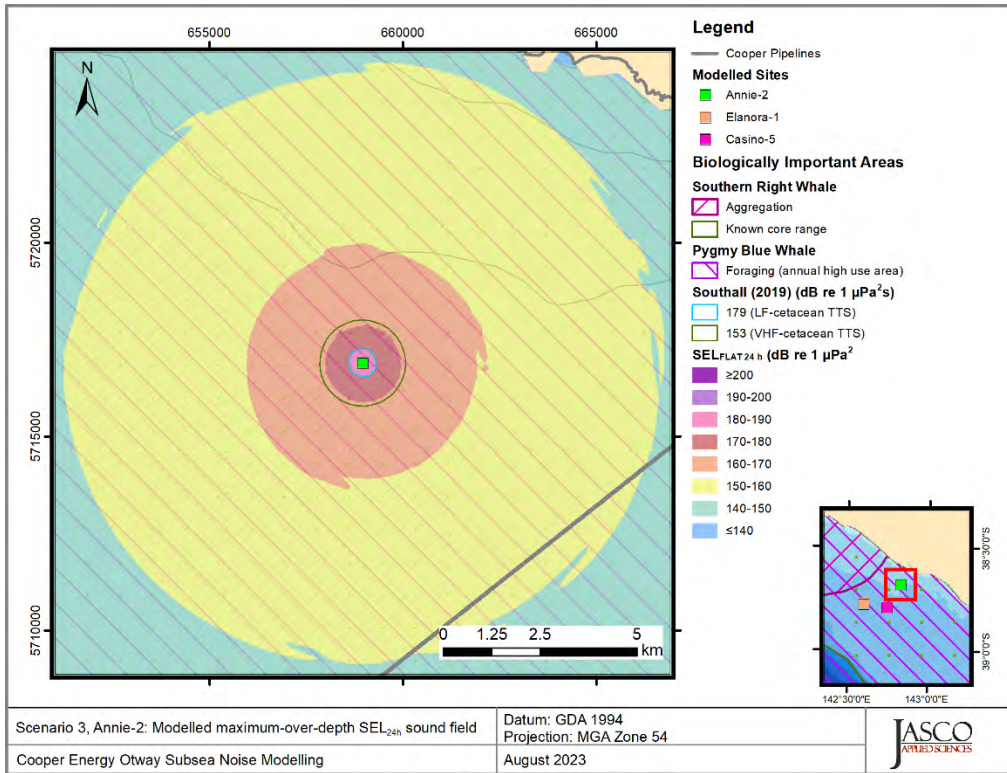 655000
660000
665000
N
5720000
5715000
5710000
0 1.25 2.5 5
km
Legend
Cooper Pipelines
Modelled Sites
Annie-2
Elanora-1
Casino-5
Biologically Important Areas
Southern Right Whale
Aggregation
Known core range
Pygmy Blue Whale
Foraging (annual high use area)
Southall (2019) (dB re 1 µPa²s)
179 (LF-cetacean TTS)
153 (VHF-cetacean TTS)
SELFLAT 24 h (dB re 1 µPa²
≥200
190-200
180-190
170-180
160-170
150-160
140-150
≤140
38°30'S
39°0'S
142°30'E
143°0'E
Scenario 3, Annie-2: Modelled maximum-over-depth SEL24h sound field
Cooper Energy Otway Subsea Noise Modelling
Datum: GDA 1994
Projection: MGA Zone 54
August 2023
JASCO
APPLIED SCIENCES